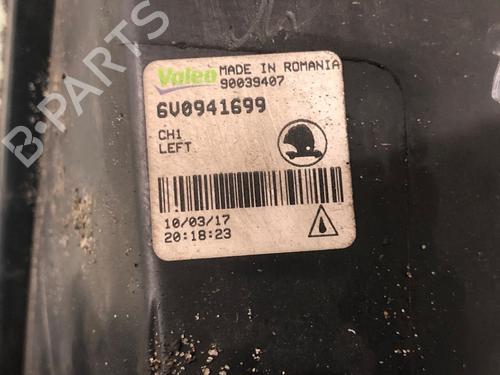 Valeo MADE IN ROMANIA
90039407
6V0941699
CH1
LEFT
10/03/17
20:18:23
B-PARTS